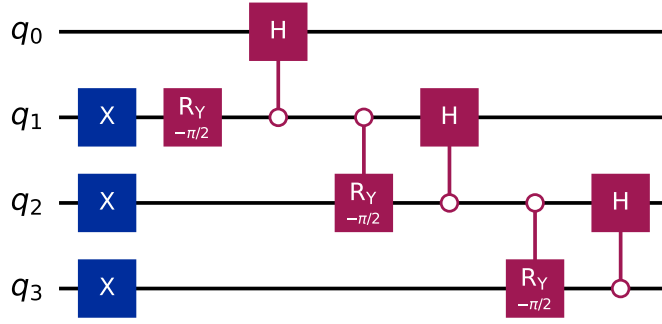 q0 H
q1 X RY −π/2 H
q2 X RY −π/2 H
q3 X RY −π/2